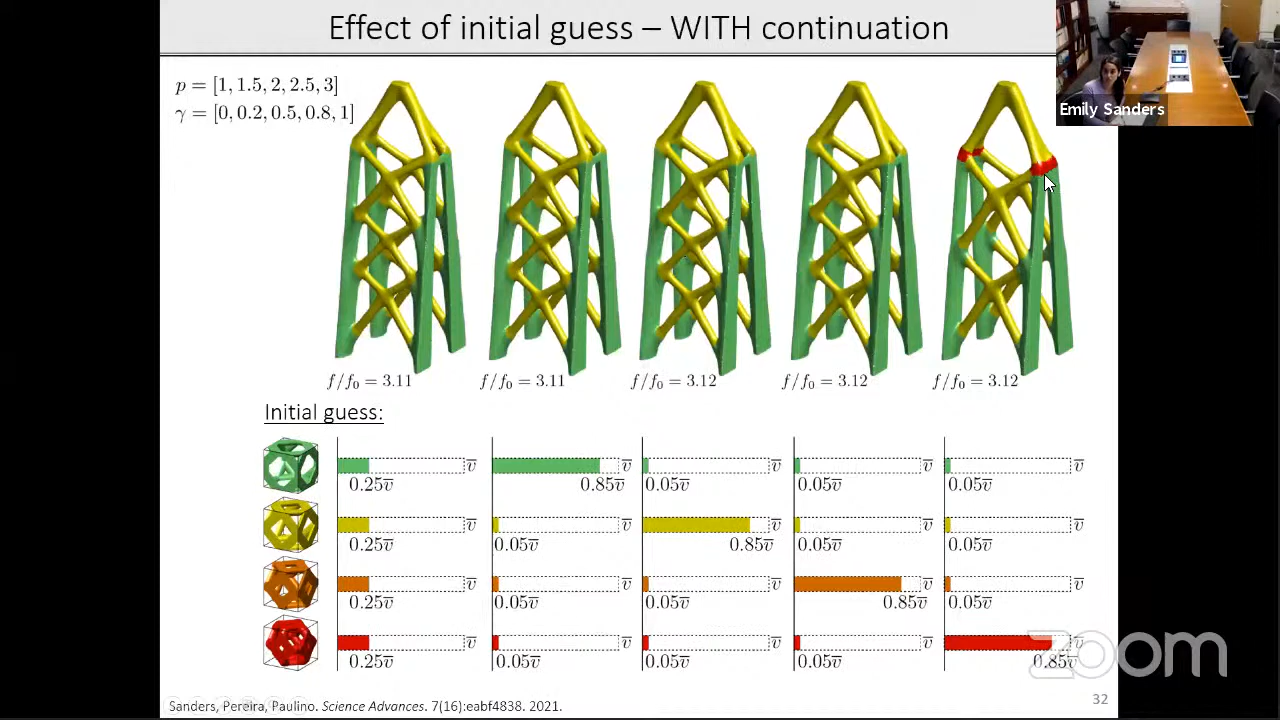 Effect of initial guess – WITH continuation
p = [1, 1.5, 2, 2.5, 3]
γ = [0, 0.2, 0.5, 0.8, 1]
Emily Sanders
f/f₀ = 3.11
f/f₀ = 3.11
f/f₀ = 3.12
f/f₀ = 3.12
f/f₀ = 3.12
Initial guess:
v̅ v̅ v̅ v̅ v̅
0.25v̅ 0.85v̅ 0.05v̅ 0.05v̅ 0.05v̅
v̅ v̅ v̅ v̅ v̅
0.25v̅ 0.05v̅ 0.85v̅ 0.05v̅ 0.05v̅
v̅ v̅ v̅ v̅ v̅
0.25v̅ 0.05v̅ 0.05v̅ 0.85v̅ 0.05v̅
v̅ v̅ v̅ v̅ v̅
0.25v̅ 0.05v̅ 0.05v̅ 0.05v̅ 0.85v̅
zoom
Sanders, Pereira, Paulino. Science Advances. 7(16):eabf4838. 2021.
32